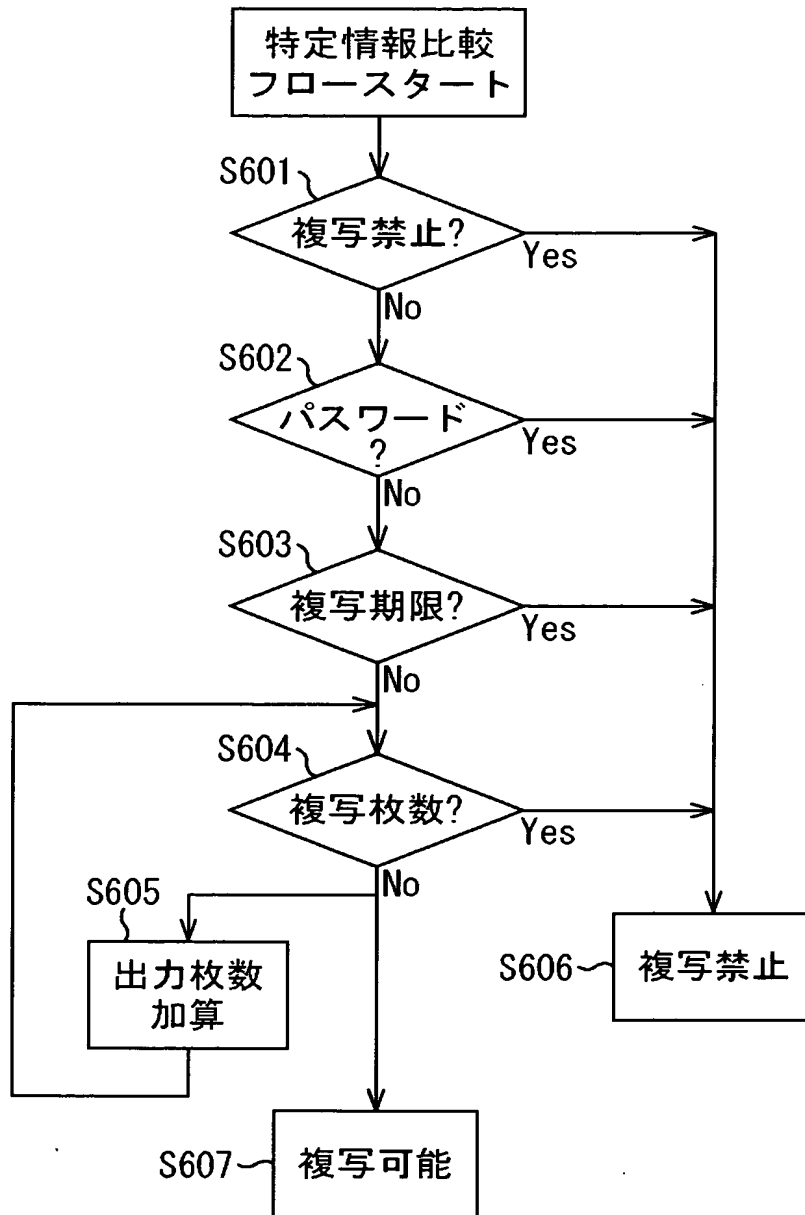 特定情報比較
フロースタート
S601
複写禁止?
Yes
No
S602
パスワード
?
Yes
No
S603
複写期限?
Yes
No
S604
複写枚数?
Yes
No
S605
出力枚数
加算
S606
複写禁止
S607
複写可能